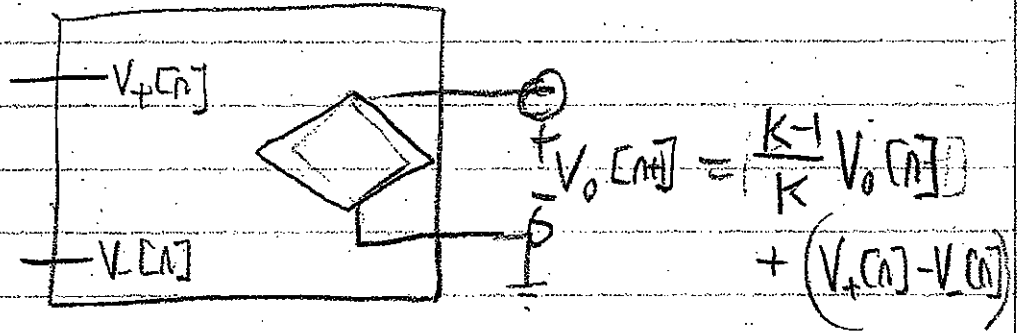 V₊[n]
+
V₀[n+1] = K-1/K V₀[n]
-
V₋[n]
+ (V₊[n] - V₋[n])